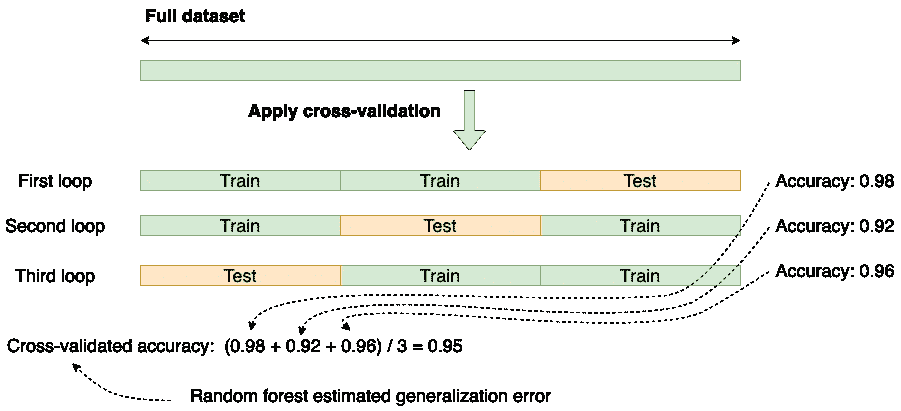 Full dataset
Apply cross-validation
First loop Train Train Test Accuracy: 0.98
Second loop Train Test Train Accuracy: 0.92
Third loop Test Train Train Accuracy: 0.96
Cross-validated accuracy: (0.98 + 0.92 + 0.96) / 3 = 0.95
Random forest estimated generalization error